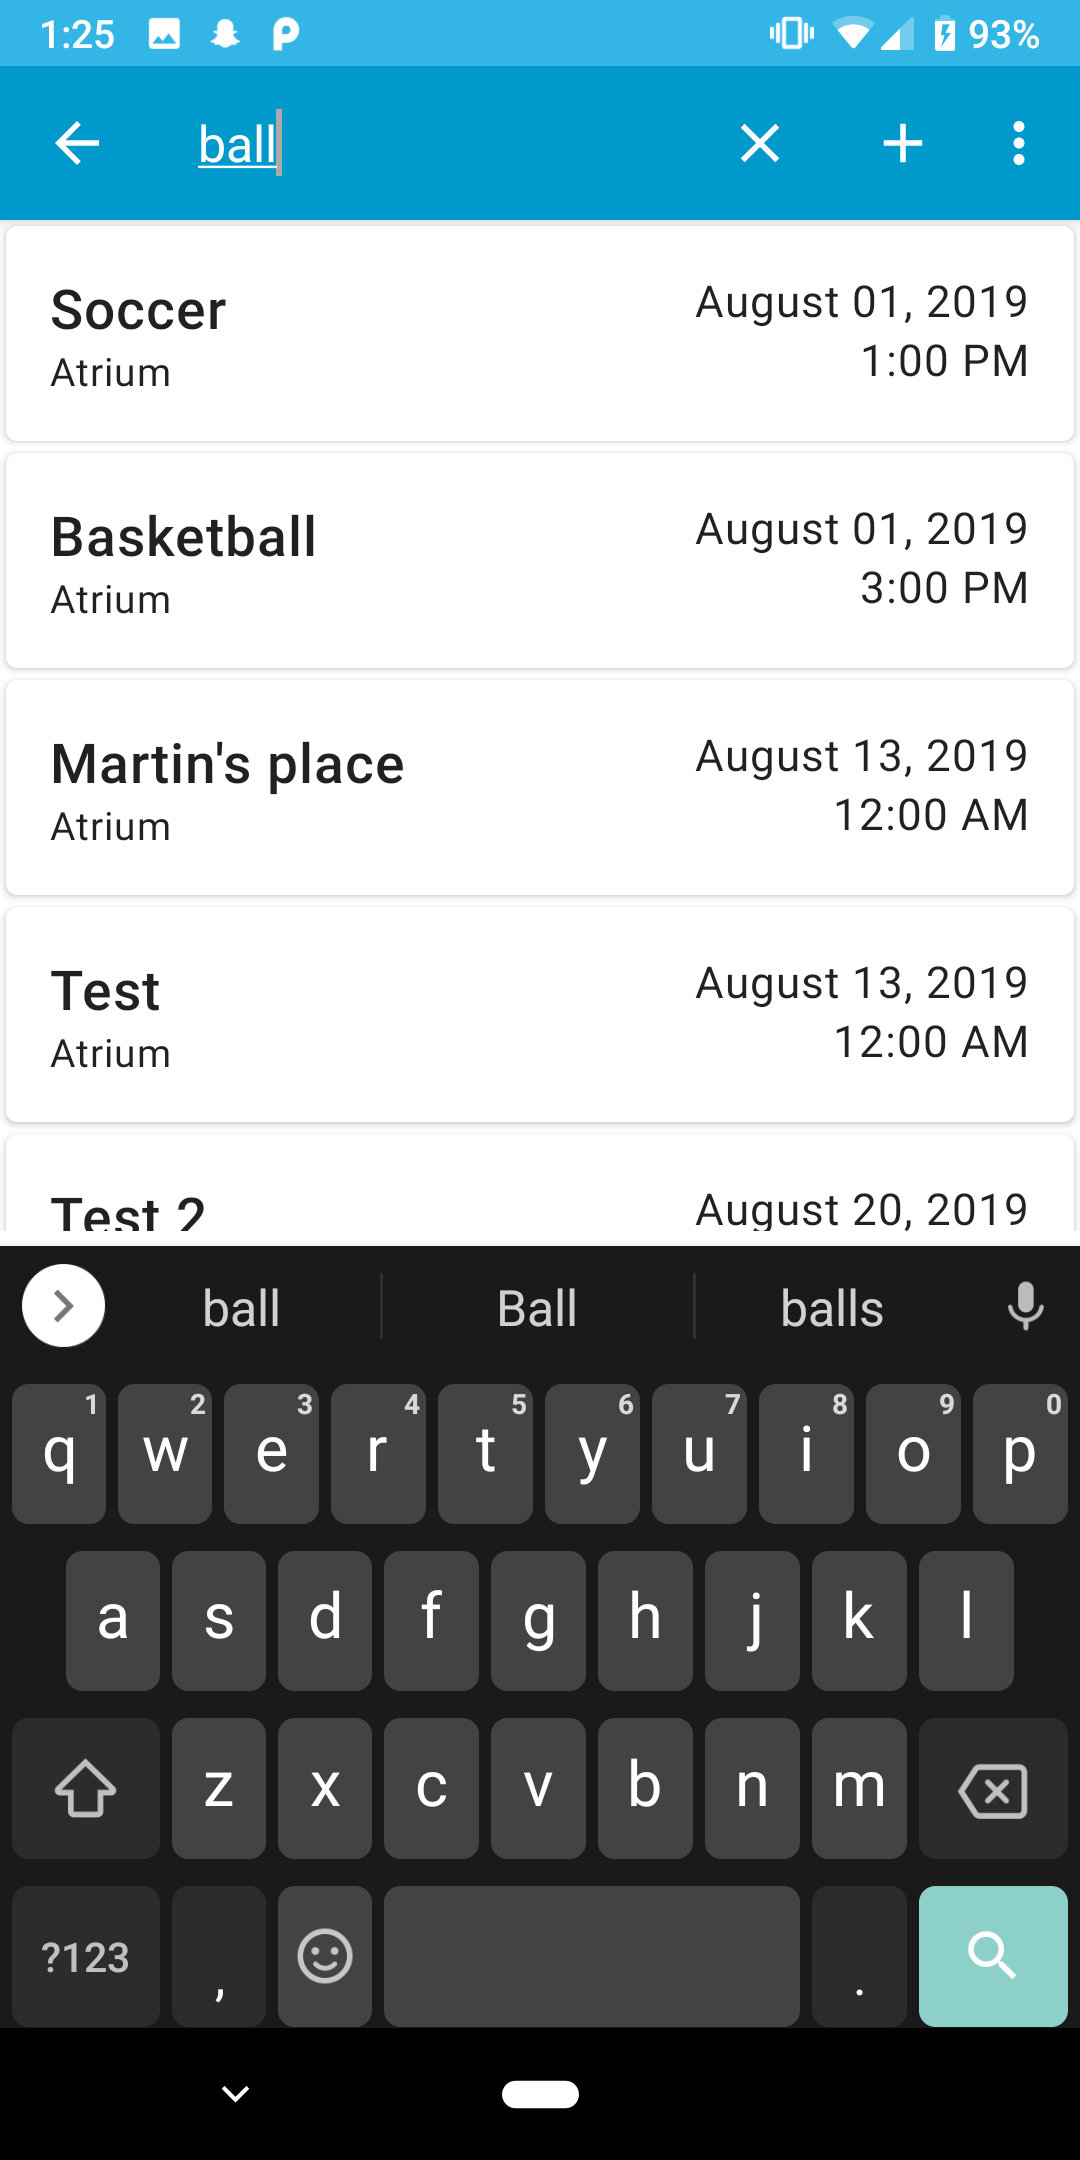 1:25 93%
ball
Soccer August 01, 2019
Atrium 1:00 PM
Basketball August 01, 2019
Atrium 3:00 PM
Martin's place August 13, 2019
Atrium 12:00 AM
Test August 13, 2019
Atrium 12:00 AM
Test 2 August 20, 2019
ball Ball balls
1 2 3 4 5 6 7 8 9 0
q w e r t y u i o p
a s d f g h j k l
z x c v b n m
?123 , .